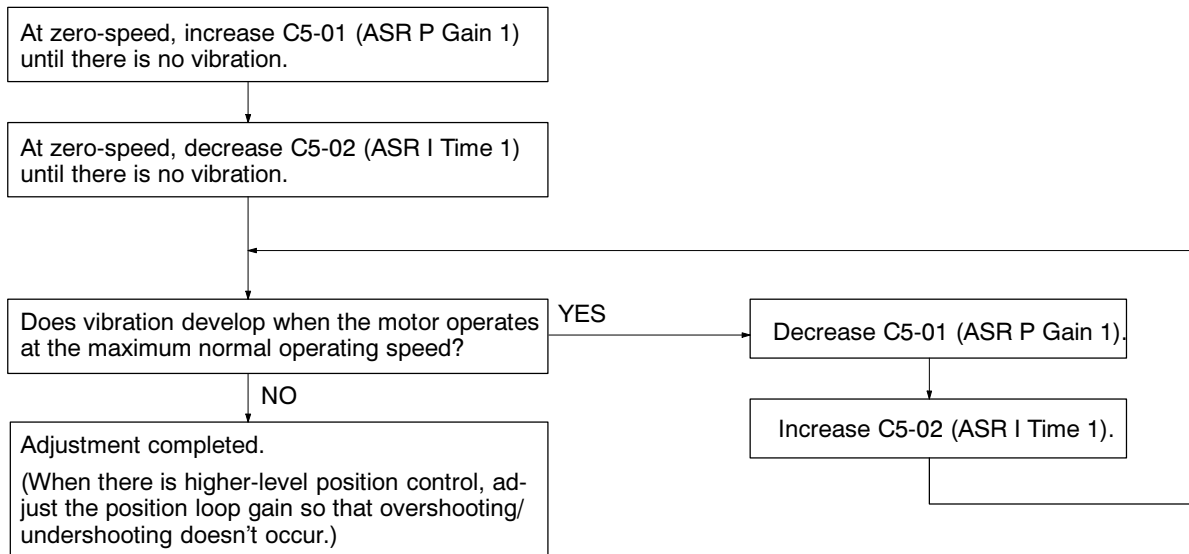 At zero-speed, increase C5-01 (ASR P Gain 1)
until there is no vibration.
At zero-speed, decrease C5-02 (ASR I Time 1)
until there is no vibration.
Does vibration develop when the motor operates
at the maximum normal operating speed?
YES
Decrease C5-01 (ASR P Gain 1).
Increase C5-02 (ASR I Time 1).
NO
Adjustment completed.
(When there is higher-level position control, ad-
just the position loop gain so that overshooting/
undershooting doesn't occur.)